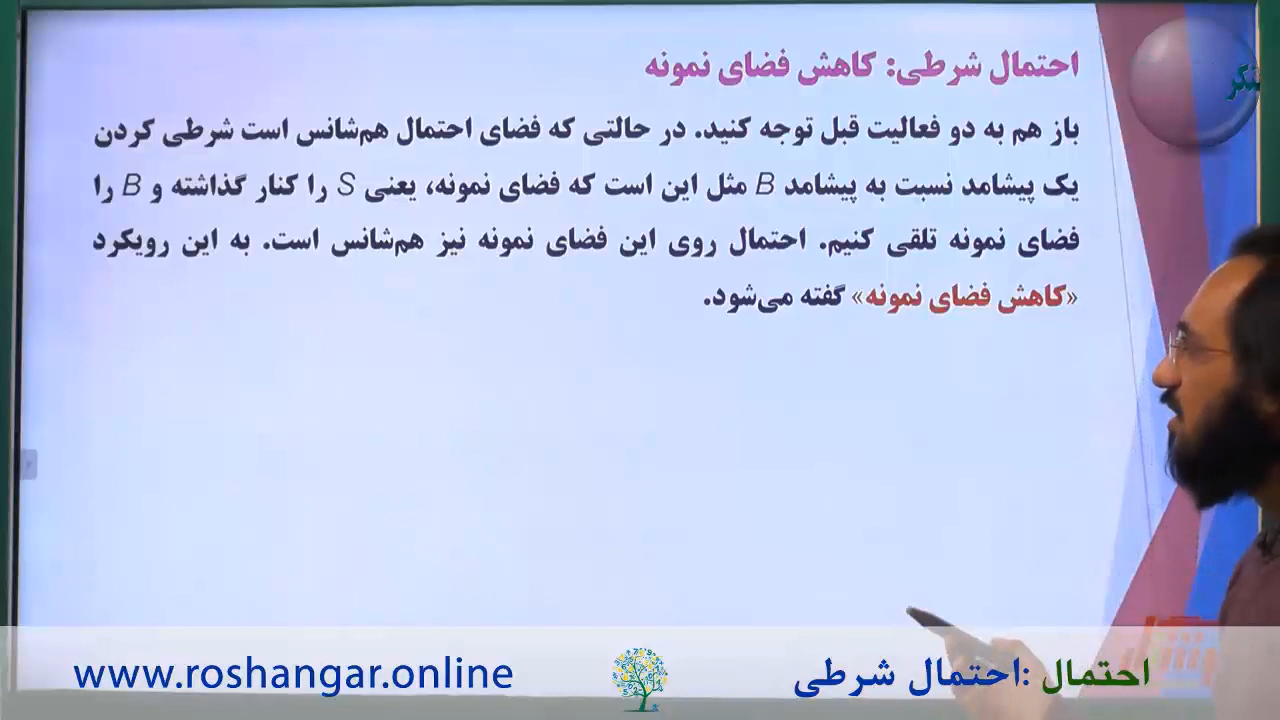 احتمال شرطی: کاهش فضای نمونه
باز هم به دو فعالیت قبل توجه کنید. در حالتی که فضای احتمال هم‌شانس است شرطی کردن
یک پیشامد نسبت به پیشامد B مثل این است که فضای نمونه، یعنی S را کنار گذاشته و B را
فضای نمونه تلقی کنیم. احتمال روی این فضای نمونه نیز هم‌شانس است. به این رویکرد
«کاهش فضای نمونه» گفته می‌شود.
احتمال: احتمال شرطی
www.roshangar.online